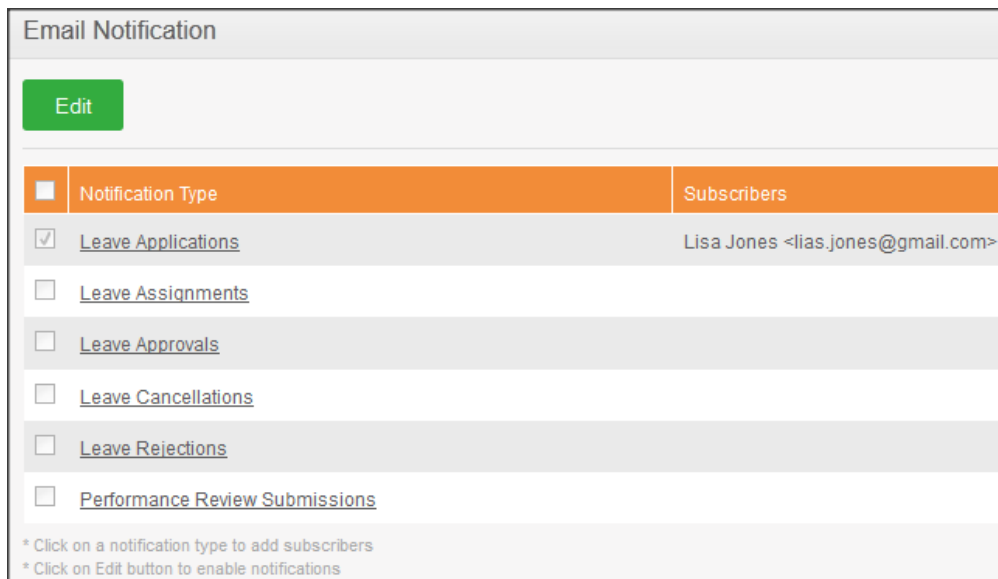 Email Notification
Edit
Notification Type Subscribers
Leave Applications Lisa Jones <lias.jones@gmail.com>
Leave Assignments
Leave Approvals
Leave Cancellations
Leave Rejections
Performance Review Submissions
* Click on a notification type to add subscribers
* Click on Edit button to enable notifications